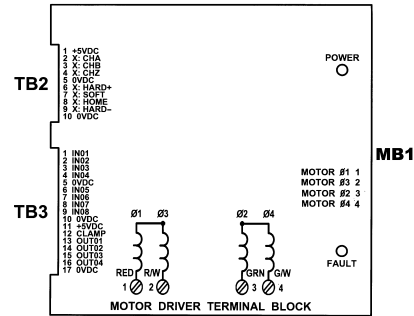 1 +5VDC
2 X: CHA
3 X: CHB
4 X: CHZ
5 0VDC
6 X: HARD+
7 X: SOFT
8 X: HOME
9 X: HARD–
10 0VDC
TB2
POWER
MB1
TB3
1 IN01
2 IN02
3 IN03
4 IN04
5 0VDC
6 IN05
7 IN06
8 IN07
9 IN08
10 0VDC
11 +5VDC
12 CLAMP
13 OUT01
14 OUT02
15 OUT03
16 OUT04
17 0VDC
MOTOR Ø1 1
MOTOR Ø3 2
MOTOR Ø2 3
MOTOR Ø4 4
Ø1 Ø3 Ø2 Ø4
RED R/W GRN G/W
1 2 3 4
FAULT
MOTOR DRIVER TERMINAL BLOCK